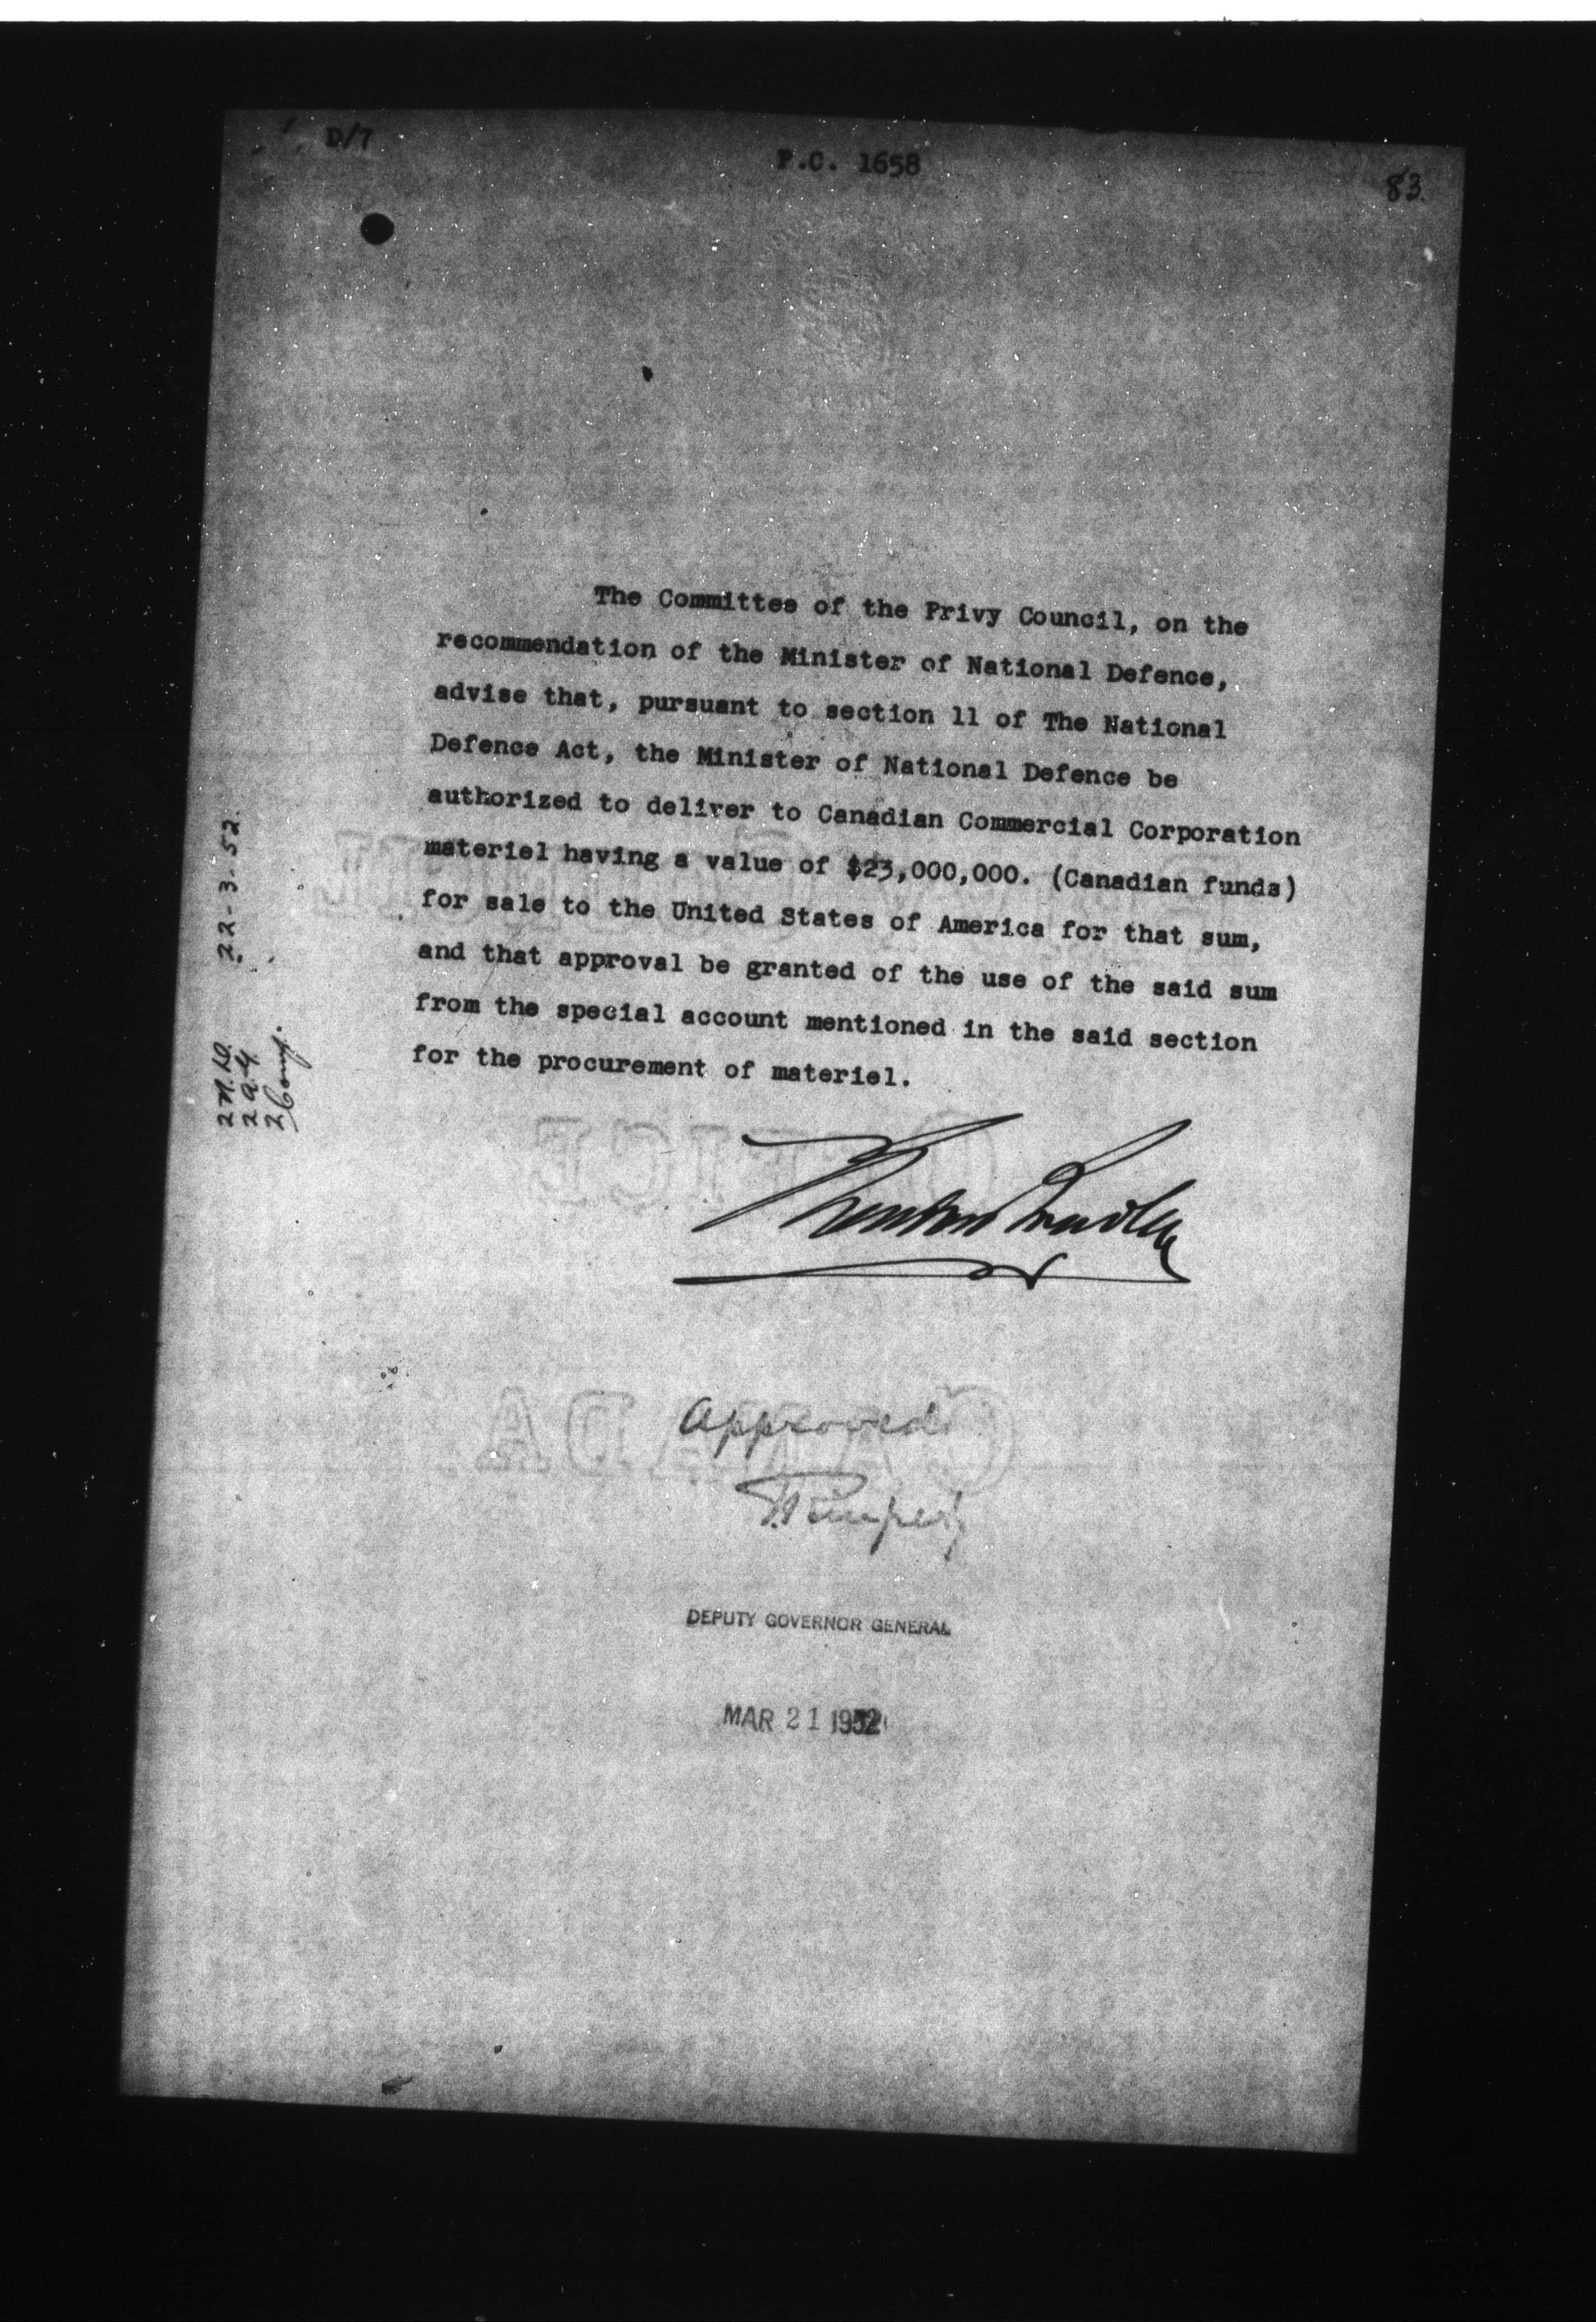 D/7
P.C. 1658
83.
The Committee of the Privy Council, on the
recommendation of the Minister of National Defence,
advise that, pursuant to section 11 of The National
Defence Act, the Minister of National Defence be
authorized to deliver to Canadian Commercial Corporation
materiel having a value of $23,000,000. (Canadian funds)
for sale to the United States of America for that sum,
and that approval be granted of the use of the said sum
from the special account mentioned in the said section
for the procurement of materiel.
22-3-52.
2 N.D.
2 A.G.
Approved
DEPUTY GOVERNOR GENERAL
MAR 21 1952
OFFICE
CANADA